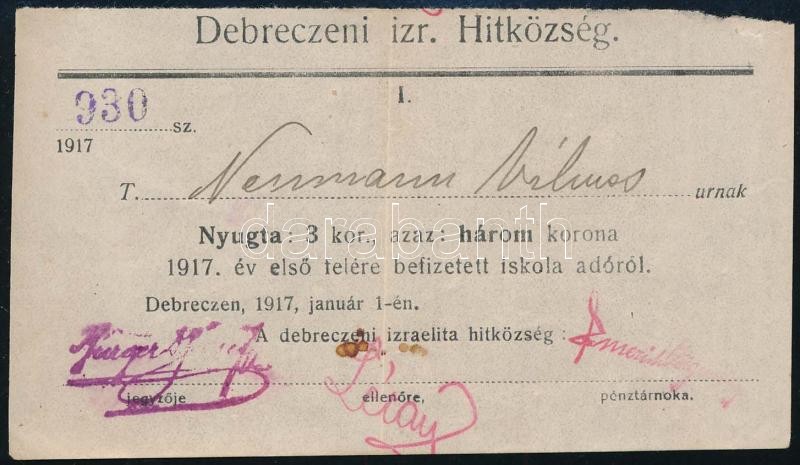 Debreczeni izr. Hitközség.
I.
930 sz.
1917
T. Neumann Vilmos urnak
Nyugta: 3 kor., azaz: három korona
1917. év első felére befizetett iskola adóról.
Debreczen, 1917, január 1-én.
A debreczeni izraelita hitközség:
jegyzője ellenőre, pénztárnoka.
darabanth